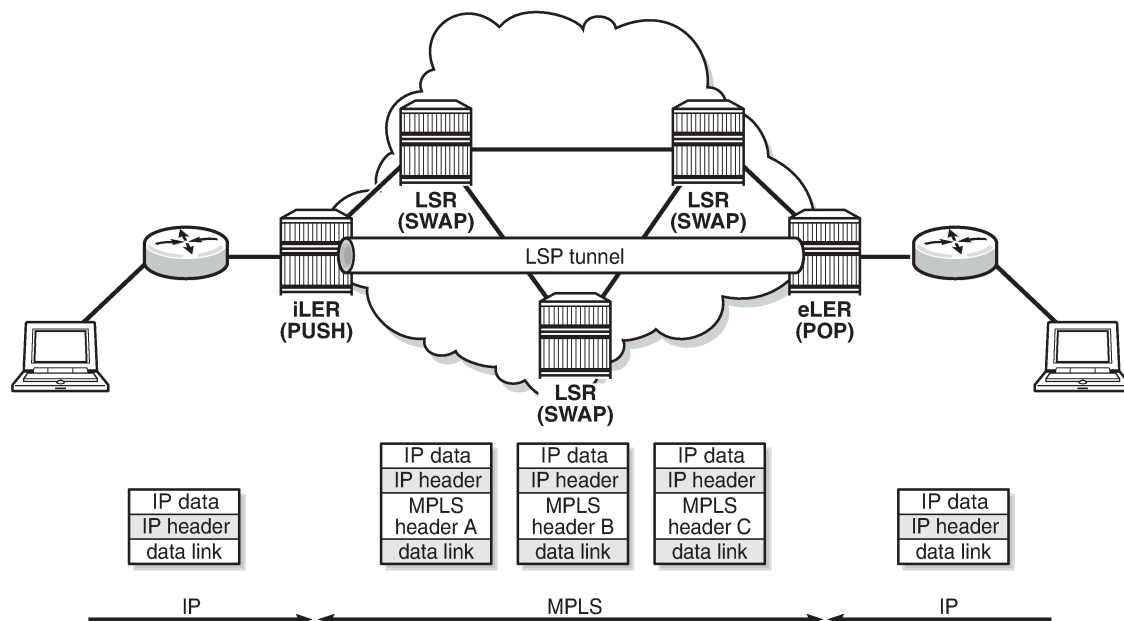 LSR
(SWAP)
LSR
(SWAP)
LSP tunnel
iLER
(PUSH)
eLER
(POP)
LSR
(SWAP)
IP data
IP header
data link
IP data
IP header
MPLS
header A
data link
IP data
IP header
MPLS
header B
data link
IP data
IP header
MPLS
header C
data link
IP data
IP header
data link
IP
MPLS
IP